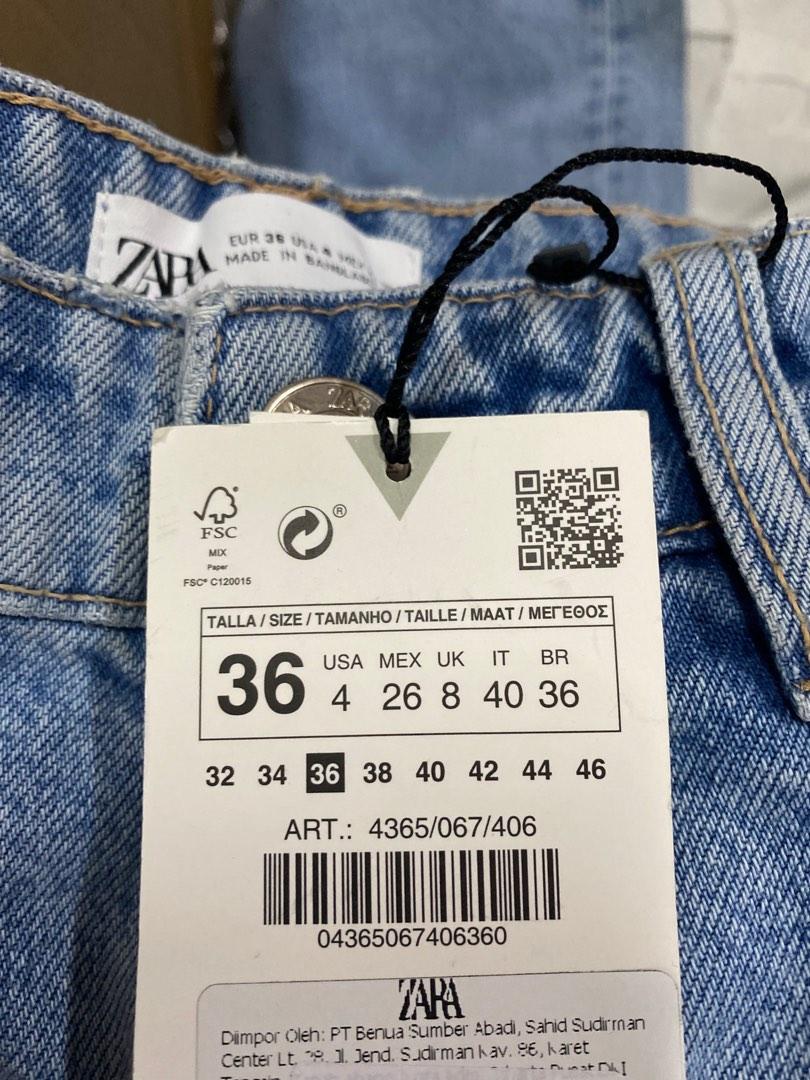 ZARA
EUR 36 USA 4
MADE IN
ZAR
FSC
MIX
Paper
FSC® C120015
®
TALLA / SIZE / TAMANHO / TAILLE / MAAT / ΜΕΓΕΘΟΣ
36 USA MEX UK IT BR
4 26 8 40 36
32 34 36 38 40 42 44 46
ART.: 4365/067/406
04365067406360
ZARA
Diimpor Oleh: PT Benua Sumber Abadi, Sahid Sudirman
Center Lt. Jl. Jend. Sudirman kav. 86, karet